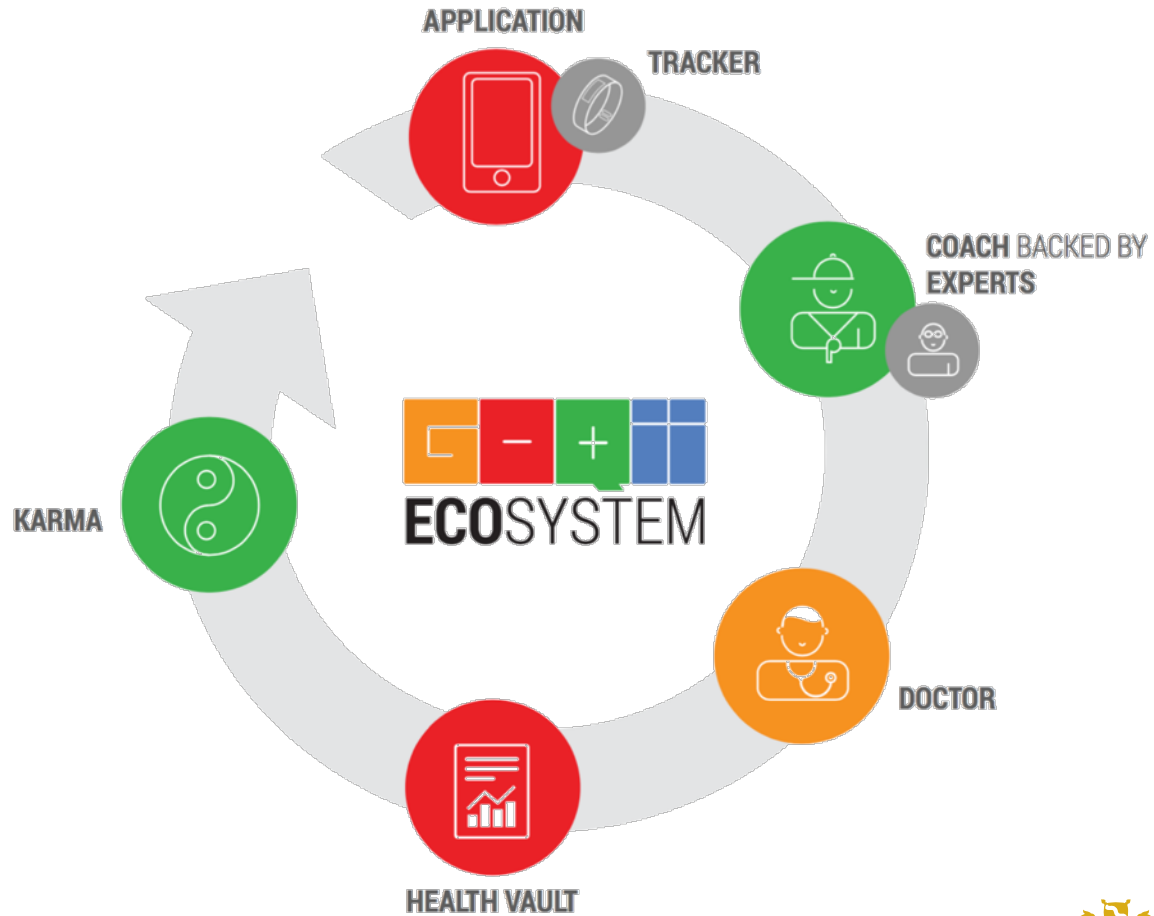 APPLICATION
TRACKER
COACH BACKED BY
EXPERTS
G-+ii
ECOSYSTEM
KARMA
DOCTOR
HEALTH VAULT